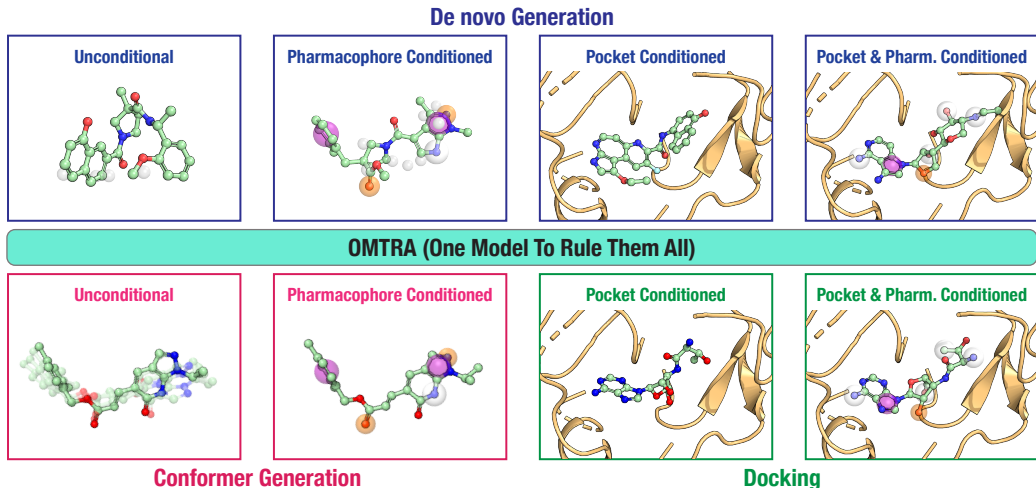 De novo Generation
Unconditional
Pharmacophore Conditioned
Pocket Conditioned
Pocket & Pharm. Conditioned
OMTRA (One Model To Rule Them All)
Unconditional
Pharmacophore Conditioned
Pocket Conditioned
Pocket & Pharm. Conditioned
Conformer Generation
Docking